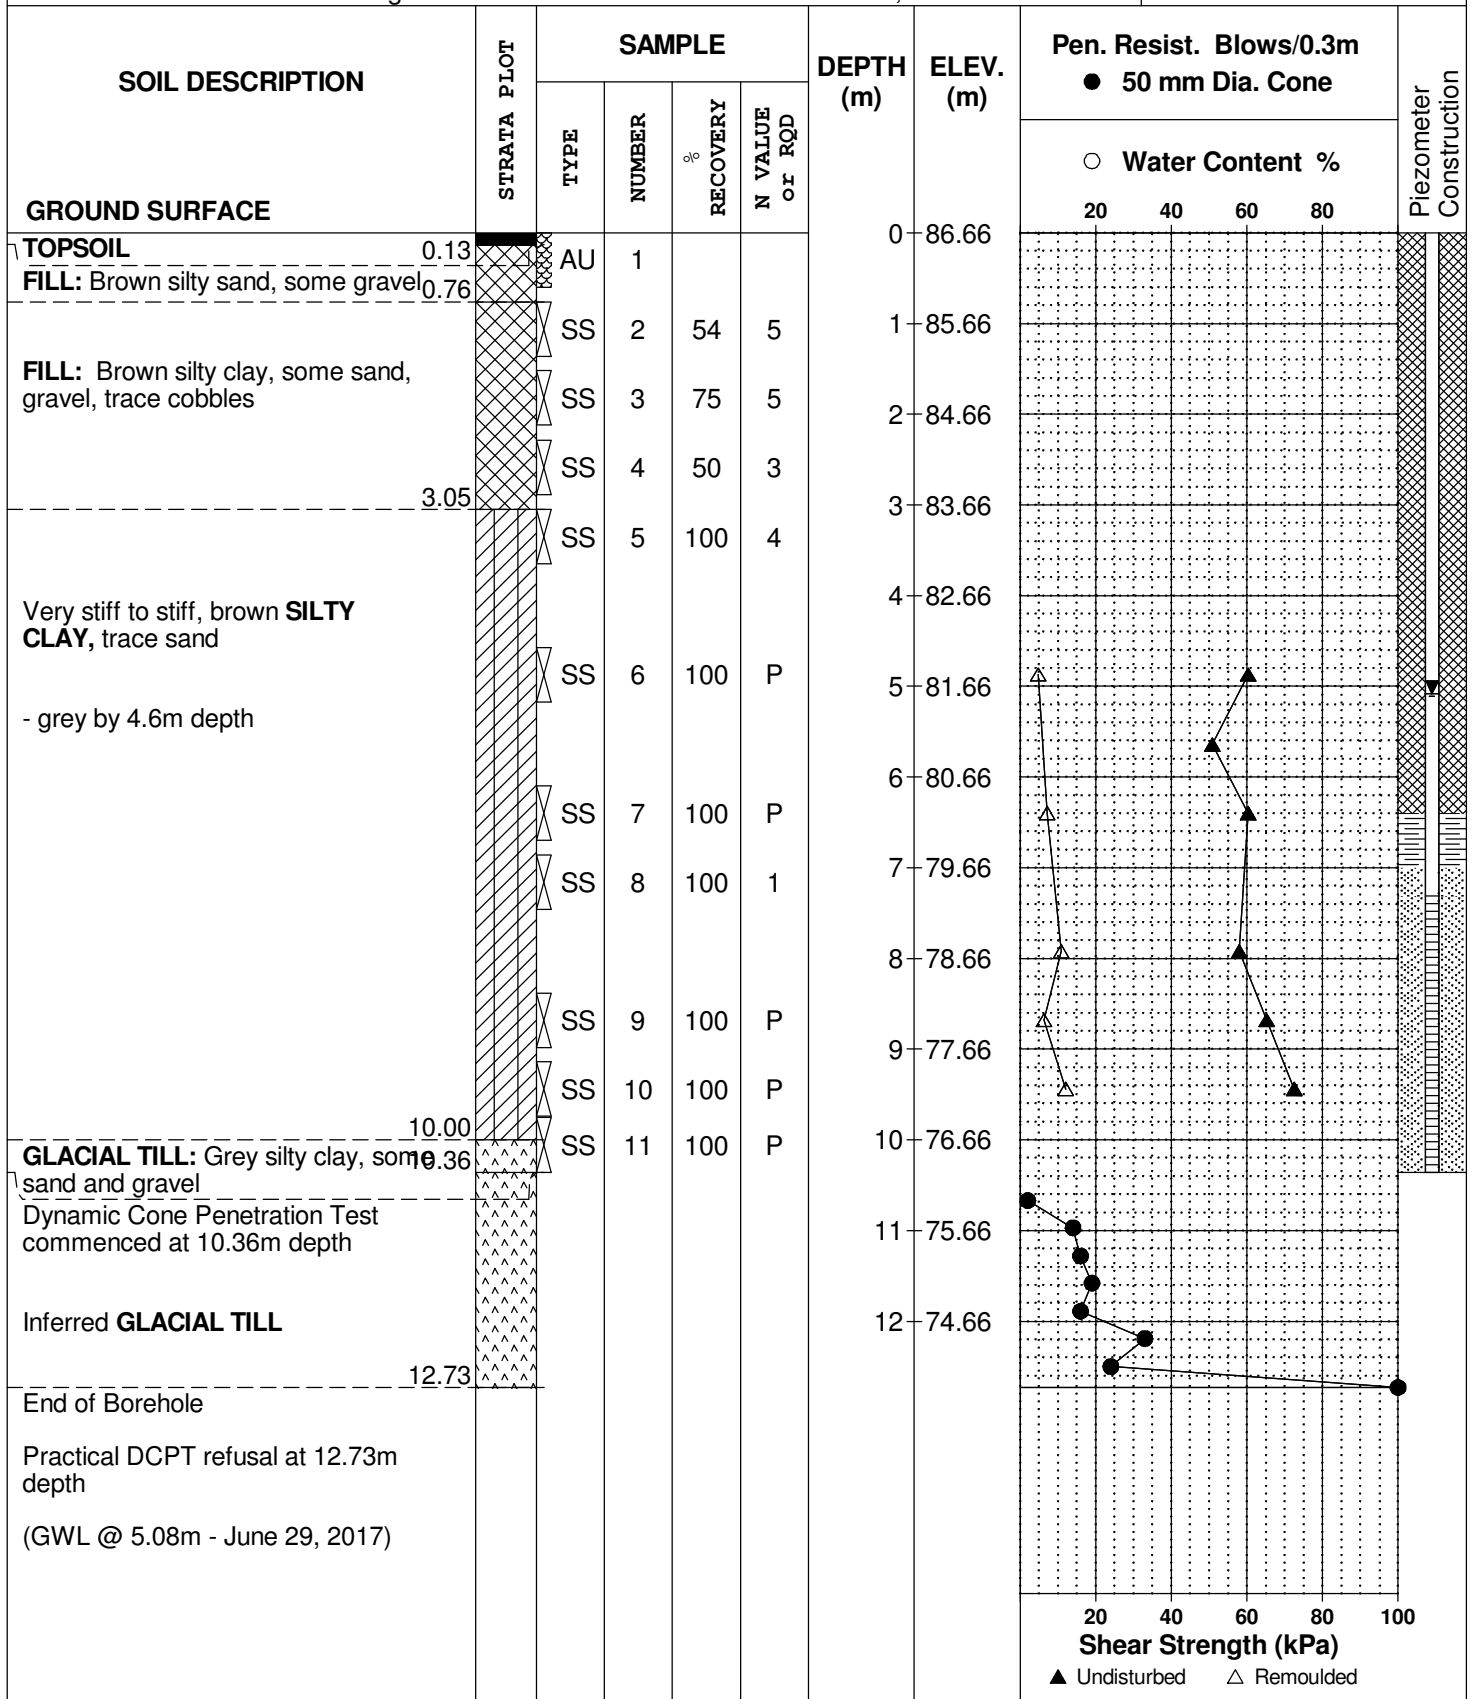 SOIL DESCRIPTION
GROUND SURFACE
STRATA PLOT
SAMPLE
TYPE
NUMBER
% RECOVERY
N VALUE or RQD
DEPTH (m)
ELEV. (m)
Pen. Resist. Blows/0.3m
● 50 mm Dia. Cone
○ Water Content %
20 40 60 80
Piezometer Construction
TOPSOIL 0.13
FILL: Brown silty sand, some gravel 0.76
FILL: Brown silty clay, some sand,
gravel, trace cobbles
3.05
Very stiff to stiff, brown SILTY
CLAY, trace sand
- grey by 4.6m depth
10.00
GLACIAL TILL: Grey silty clay, some 10.36
sand and gravel
Dynamic Cone Penetration Test
commenced at 10.36m depth
Inferred GLACIAL TILL
12.73
End of Borehole
Practical DCPT refusal at 12.73m
depth
(GWL @ 5.08m - June 29, 2017)
AU 1
SS 2 54 5
SS 3 75 5
SS 4 50 3
SS 5 100 4
SS 6 100 P
SS 7 100 P
SS 8 100 1
SS 9 100 P
SS 10 100 P
SS 11 100 P
0 86.66
1 85.66
2 84.66
3 83.66
4 82.66
5 81.66
6 80.66
7 79.66
8 78.66
9 77.66
10 76.66
11 75.66
12 74.66
20 40 60 80 100
Shear Strength (kPa)
▲ Undisturbed △ Remoulded